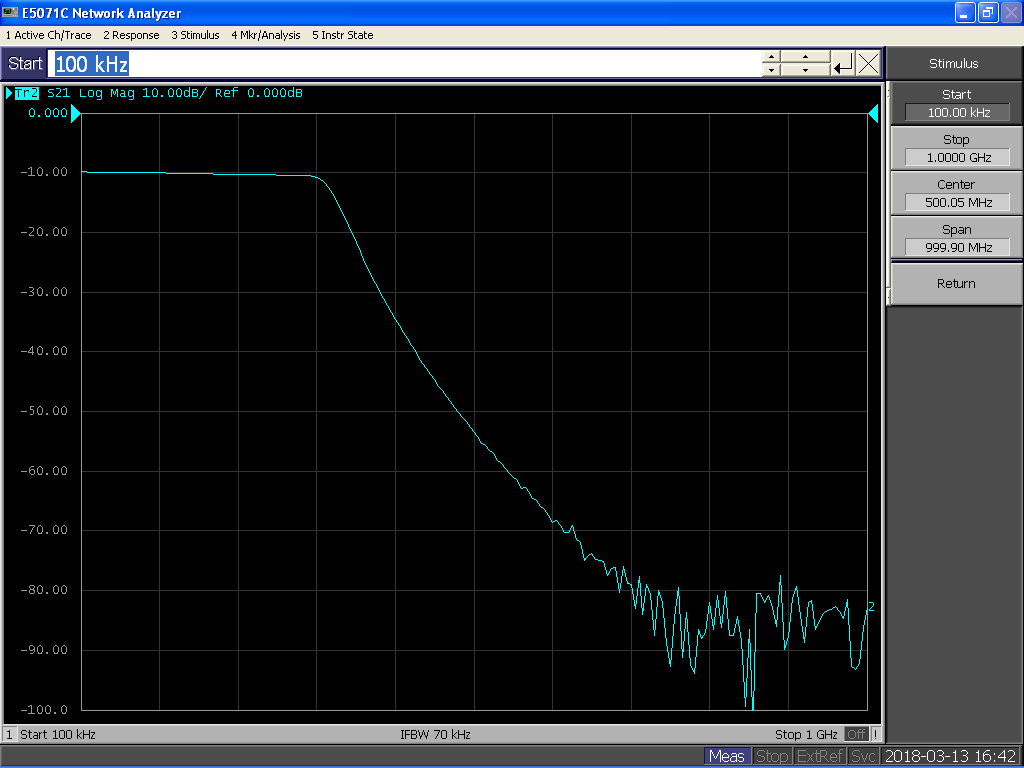 E5071C Network Analyzer
1 Active Ch/Trace 2 Response 3 Stimulus 4 Mkr/Analysis 5 Instr State
Start 100 kHz
Tr2 S21 Log Mag 10.00dB/ Ref 0.000dB
0.000
-10.00
-20.00
-30.00
-40.00
-50.00
-60.00
-70.00
-80.00
-90.00
-100.0
2
1 Start 100 kHz IFBW 70 kHz Stop 1 GHz Off !
Stimulus
Start
100.00 kHz
Stop
1.0000 GHz
Center
500.05 MHz
Span
999.90 MHz
Return
Meas Stop ExtRef Svc 2018-03-13 16:42